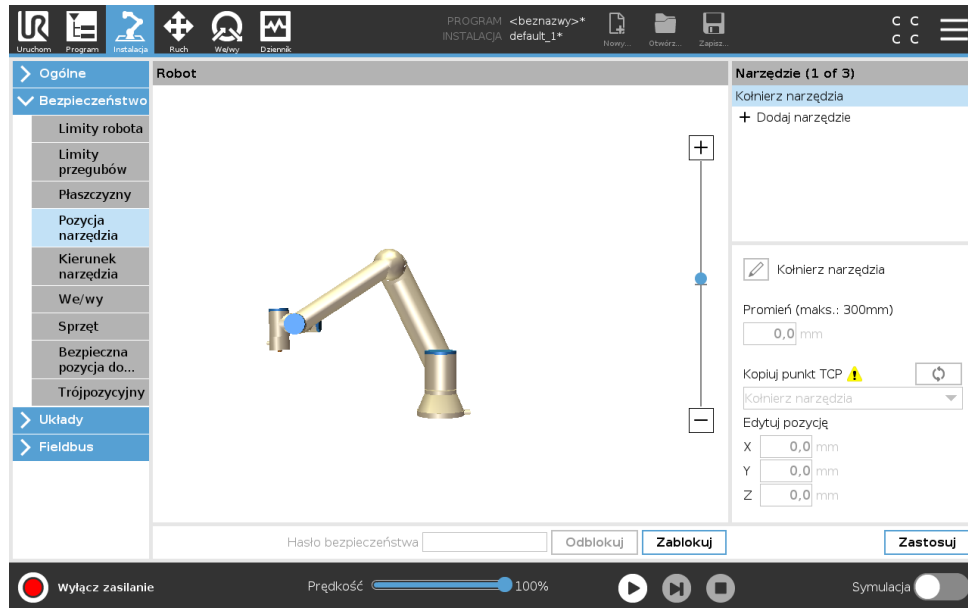 PROGRAM <beznazwy>*
INSTALACJA default_1*
Nowy...
Otwórz...
Zapisz...
C C
C C
Uruchom
Program
Instalacja
Ruch
We/wy
Dziennik
Ogólne
Bezpieczeństwo
Limity robota
Limity
przegubów
Płaszczyzny
Pozycja
narzędzia
Kierunek
narzędzia
We/wy
Sprzęt
Bezpieczna
pozycja do...
Trójpozycyjny
Układy
Fieldbus
Robot
+
−
Narzędzie (1 of 3)
Kołnierz narzędzia
+ Dodaj narzędzie
Kołnierz narzędzia
Promień (maks.: 300mm)
0,0 mm
Kopiuj punkt TCP
Kołnierz narzędzia
Edytuj pozycję
X 0,0 mm
Y 0,0 mm
Z 0,0 mm
Hasło bezpieczeństwa
Odblokuj
Zablokuj
Zastosuj
Wyłącz zasilanie
Prędkość
100%
Symulacja